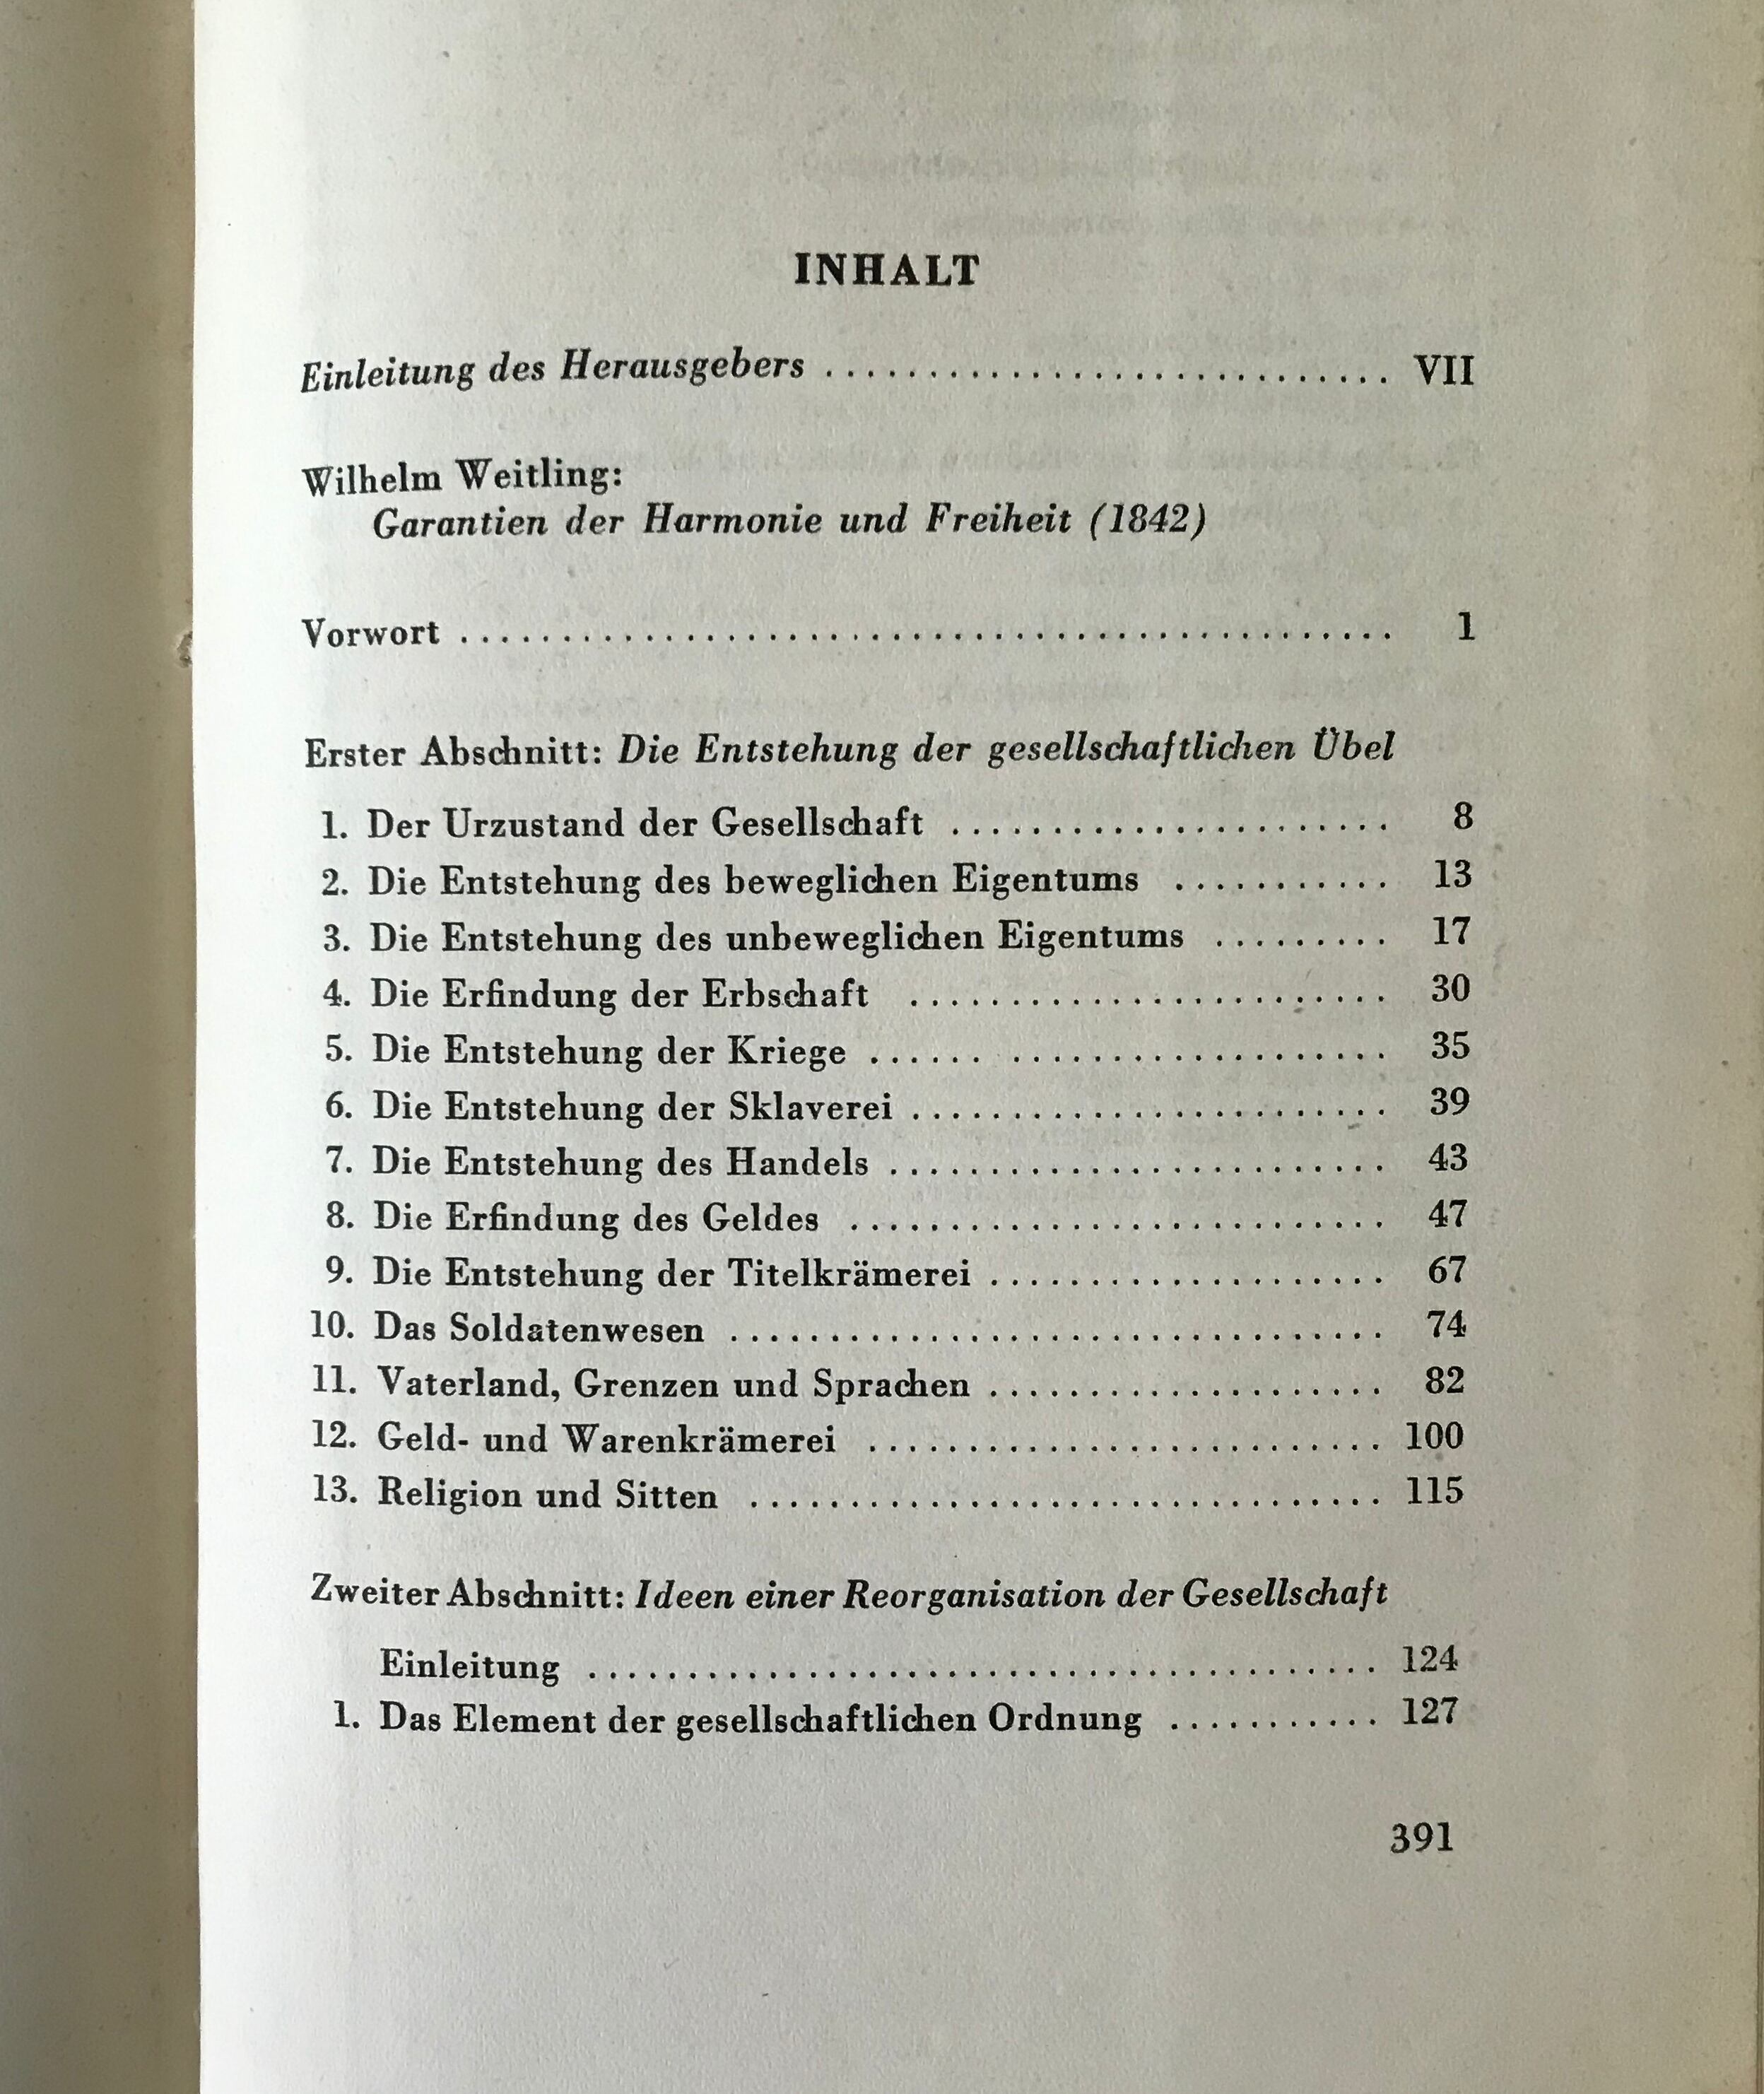 INHALT
Einleitung des Herausgebers ............................ VII
Wilhelm Weitling:
Garantien der Harmonie und Freiheit (1842)
Vorwort .............................................. 1
Erster Abschnitt: Die Entstehung der gesellschaftlichen Übel
1. Der Urzustand der Gesellschaft ...................... 8
2. Die Entstehung des beweglichen Eigentums ........... 13
3. Die Entstehung des unbeweglichen Eigentums ......... 17
4. Die Erfindung der Erbschaft ........................ 30
5. Die Entstehung der Kriege ...... ................... 35
6. Die Entstehung der Sklaverei ........................ 39
7. Die Entstehung des Handels ......................... 43
8. Die Erfindung des Geldes ........................... 47
9. Die Entstehung der Titelkrämerei .................... 67
10. Das Soldatenwesen ................................ 74
11. Vaterland, Grenzen und Sprachen .................... 82
12. Geld- und Warenkrämerei .......................... 100
13. Religion und Sitten ................................ 115
Zweiter Abschnitt: Ideen einer Reorganisation der Gesellschaft
Einleitung ....................................... 124
1. Das Element der gesellschaftlichen Ordnung ........... 127
391